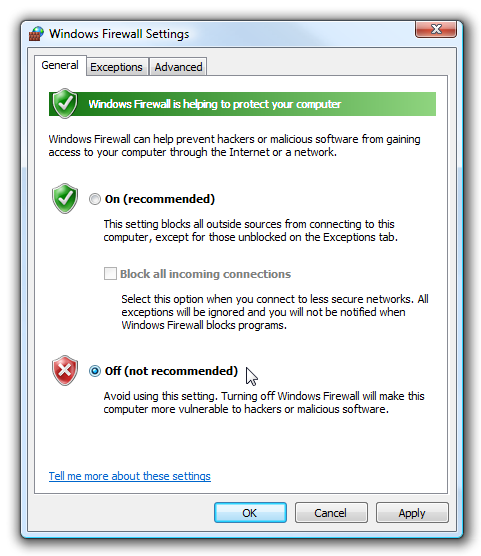 Windows Firewall Settings
General Exceptions Advanced
Windows Firewall is helping to protect your computer
Windows Firewall can help prevent hackers or malicious software from gaining
access to your computer through the Internet or a network.
On (recommended)
This setting blocks all outside sources from connecting to this
computer, except for those unblocked on the Exceptions tab.
Block all incoming connections
Select this option when you connect to less secure networks. All
exceptions will be ignored and you will not be notified when
Windows Firewall blocks programs.
Off (not recommended)
Avoid using this setting. Turning off Windows Firewall will make this
computer more vulnerable to hackers or malicious software.
Tell me more about these settings
OK Cancel Apply